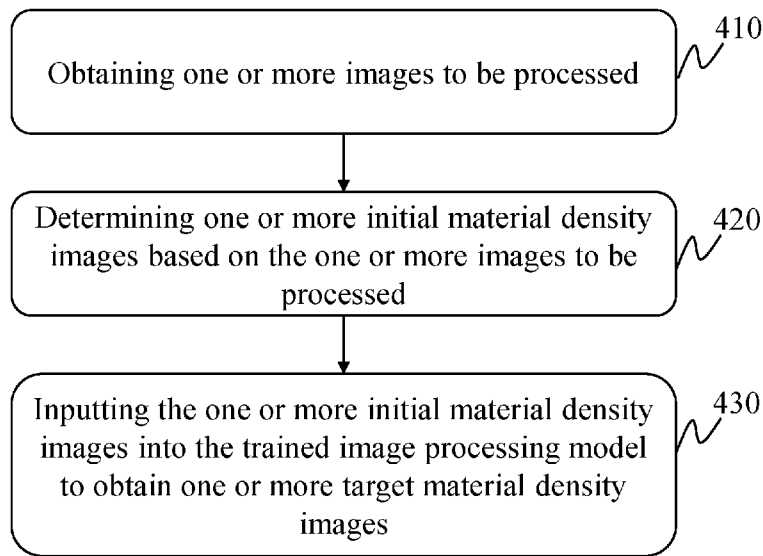 Obtaining one or more images to be processed
410
Determining one or more initial material density
images based on the one or more images to be
processed
420
Inputting the one or more initial material density
images into the trained image processing model
to obtain one or more target material density
images
430